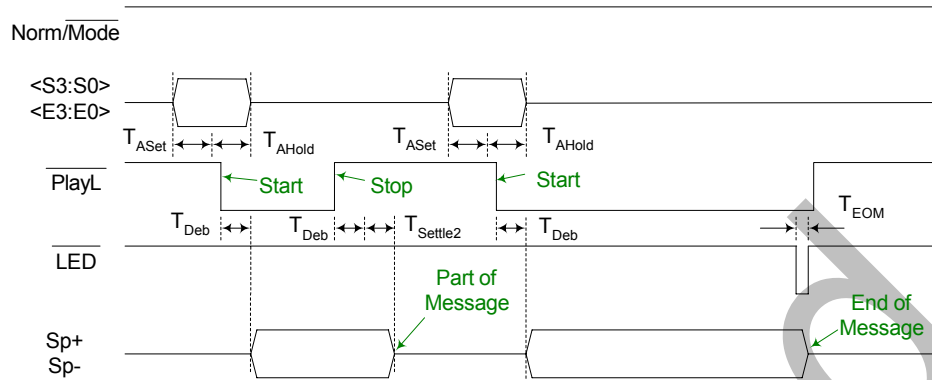 Norm/Mode
<S3:S0>
<E3:E0>
TASet TAHold TASet TAHold
PlayL Start Stop Start
TEOM
TDeb TDeb TSettle2 TDeb
LED
Part of
Message
End of
Message
Sp+
Sp-